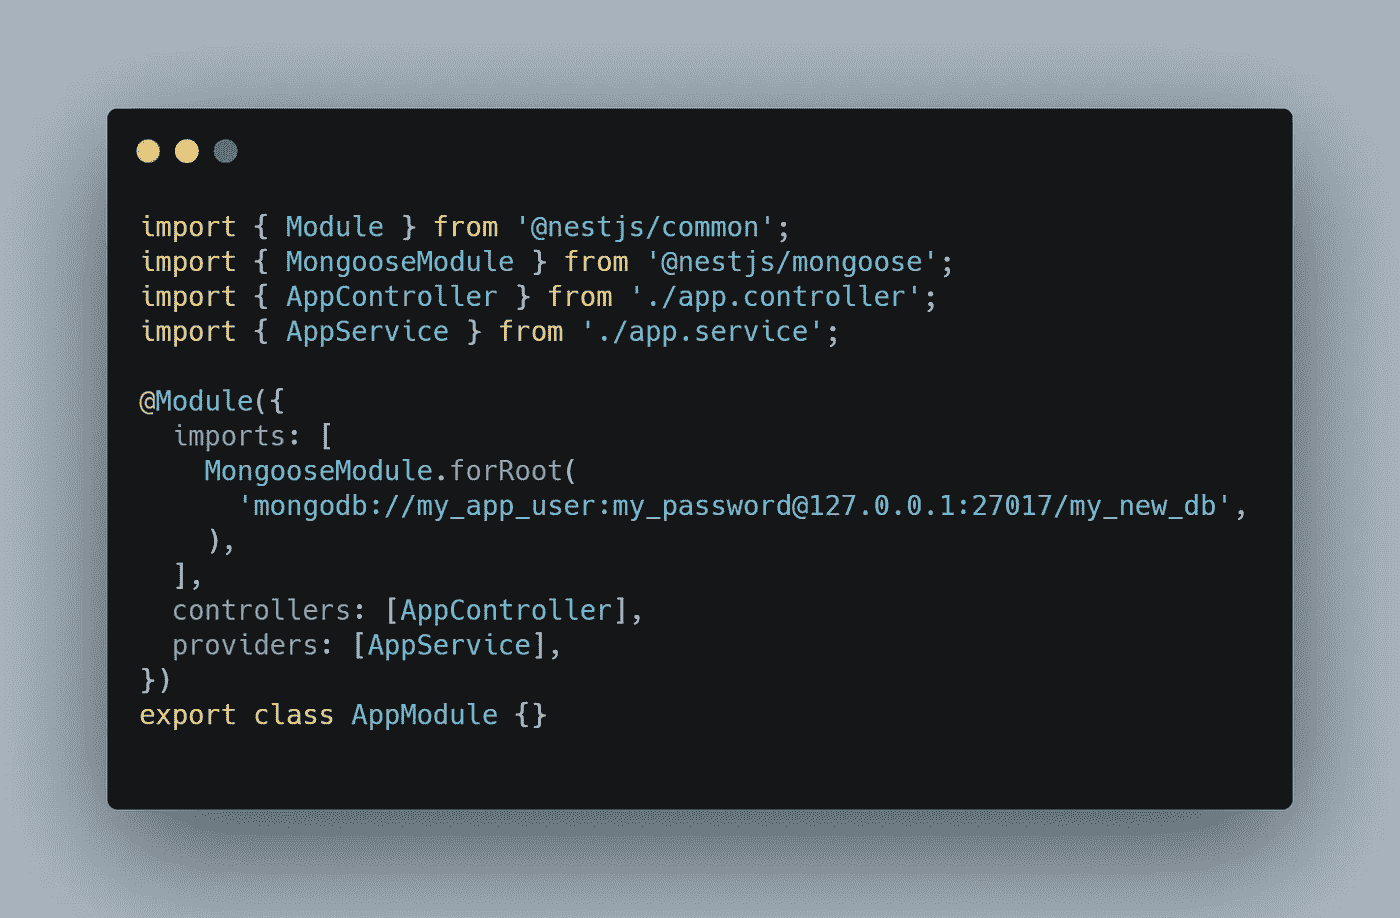 import { Module } from '@nestjs/common';
import { MongooseModule } from '@nestjs/mongoose';
import { AppController } from './app.controller';
import { AppService } from './app.service';

@Module({
  imports: [
    MongooseModule.forRoot(
      'mongodb://my_app_user:my_password@127.0.0.1:27017/my_new_db',
    ),
  ],
  controllers: [AppController],
  providers: [AppService],
})
export class AppModule {}